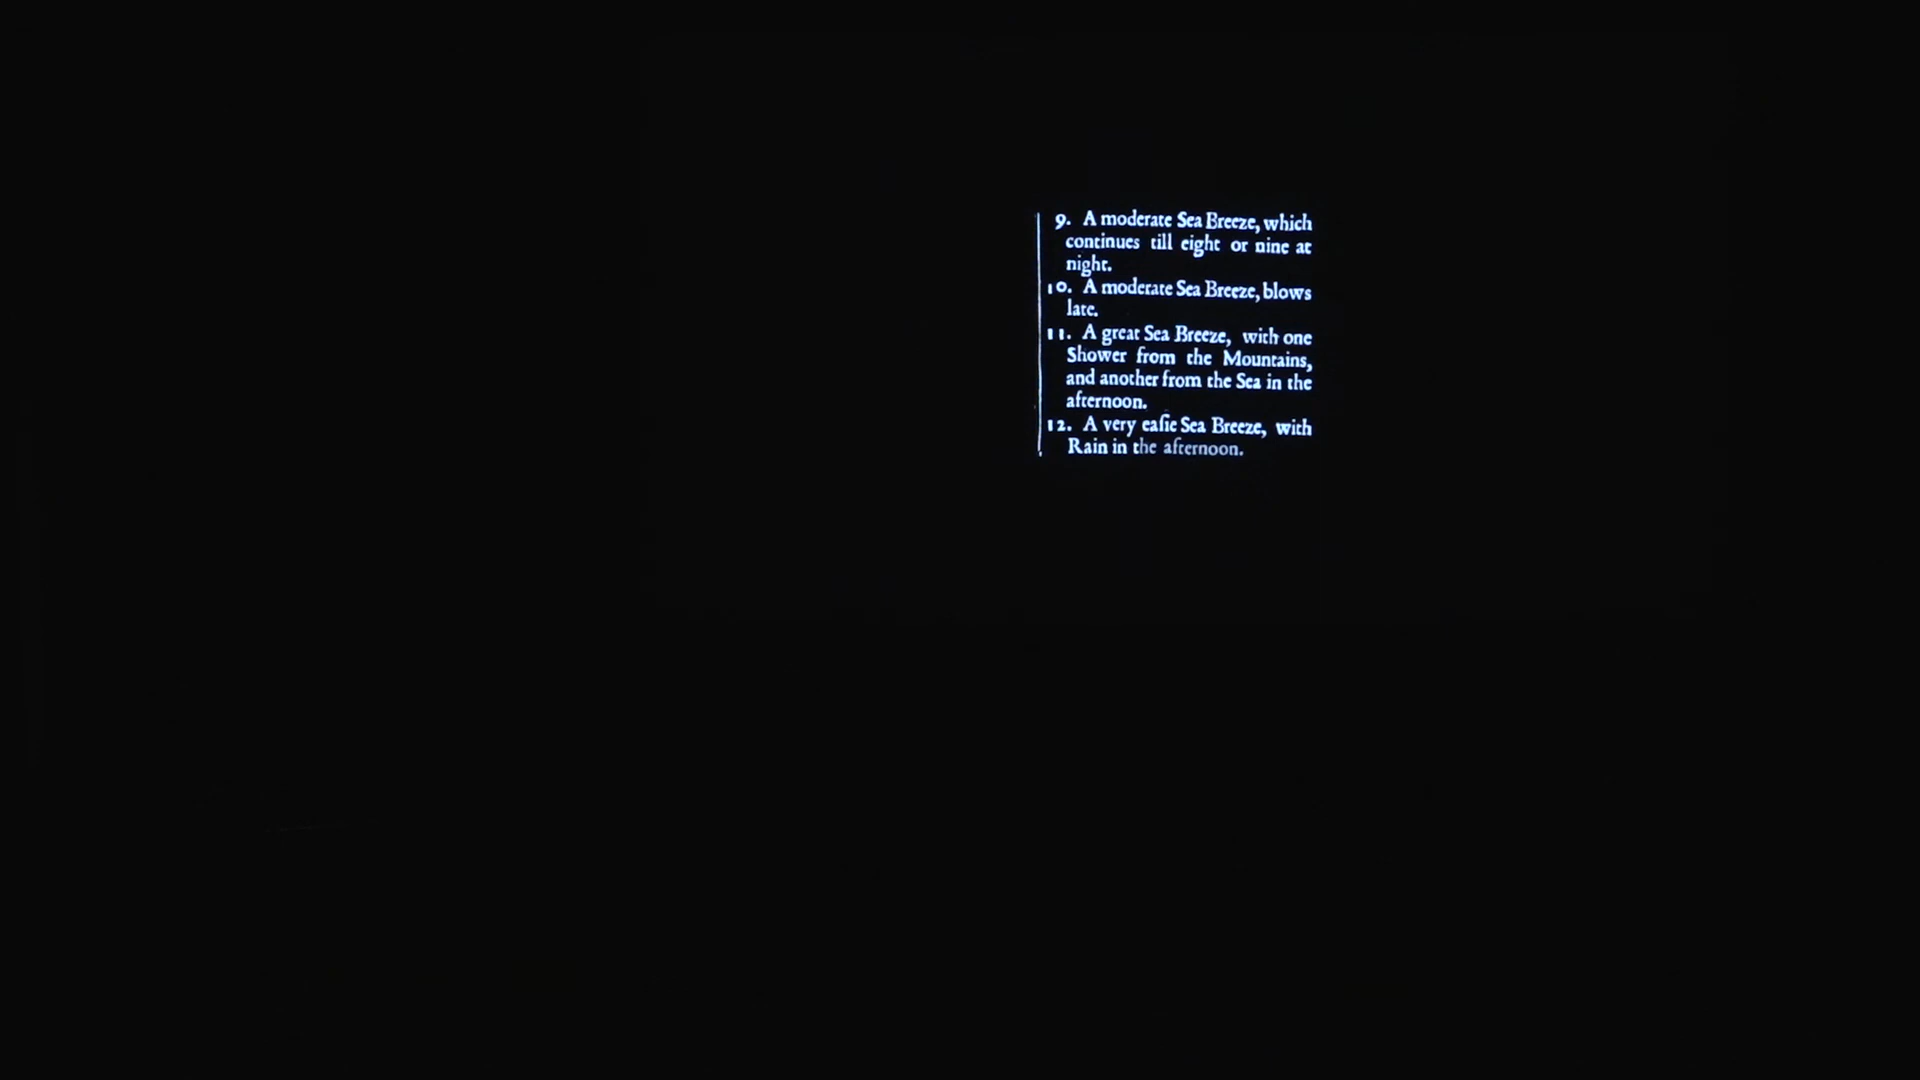 9. A moderate Sea Breeze, which
continues till eight or nine at
night.
10. A moderate Sea Breeze, blows
late.
11. A great Sea Breeze, with one
Shower from the Mountains,
and another from the Sea in the
afternoon.
12. A very eaſie Sea Breeze, with
Rain in the afternoon.